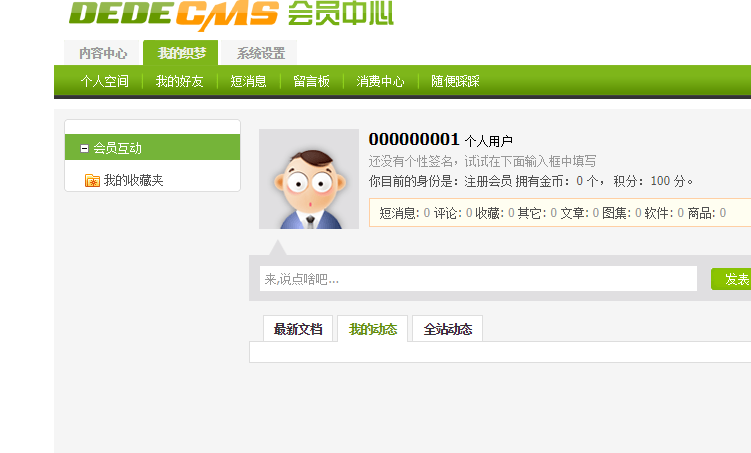 DEDECMS 会员中心
内容中心 我的织梦 系统设置
个人空间 我的好友 短消息 留言板 消费中心 随便踩踩
会员互动
我的收藏夹
000000001 个人用户
还没有个性签名，试试在下面输入框中填写
你目前的身份是：注册会员 拥有金币：0 个， 积分：100 分。
短消息: 0 评论: 0 收藏: 0 其它: 0 文章: 0 图集: 0 软件: 0 商品: 0
来,说点啥吧...
发表
最新文档 我的动态 全站动态